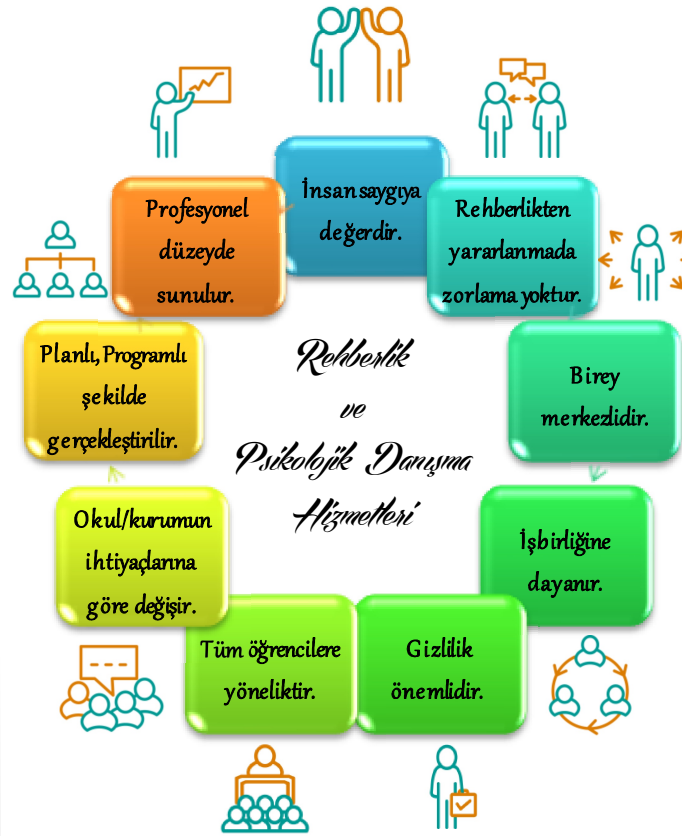 İnsan saygıya
değerdir.
Rehberlikten
yararlanmada
zorlama yoktur.
Birey
merkezlidir.
İşbirliğine
dayanır.
Gizlilik
önemlidir.
Tüm öğrencilere
yöneliktir.
Okul/kurumun
ihtiyaçlarına
göre değişir.
Planlı, Programlı
şekilde
gerçekleştirilir.
Profesyonel
düzeyde
sunulur.
Rehberlik
ve
Psikolojik Danışma
Hizmetleri